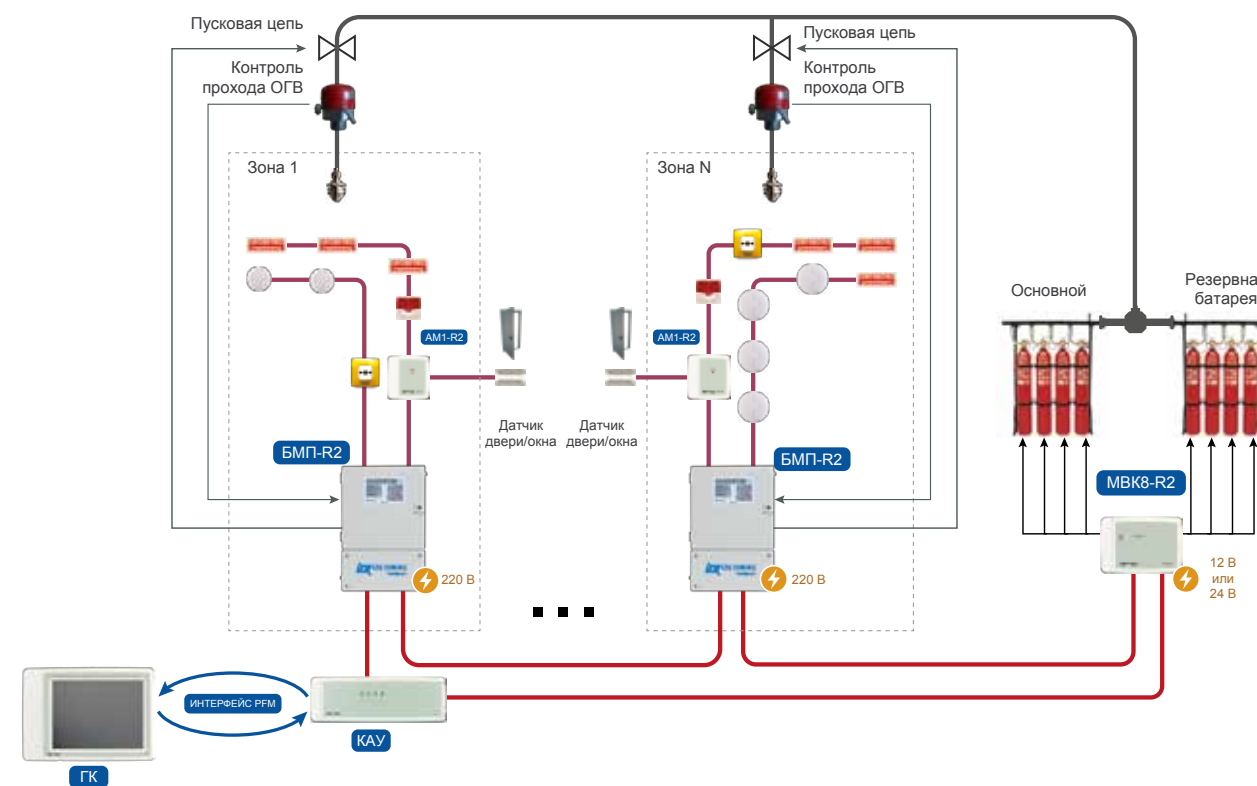 Пусковая цепь
Контроль
прохода ОГВ
Зона 1
AM1-R2
Датчик
двери/окна
БМП-R2
220 В
Пусковая цепь
Контроль
прохода ОГВ
Зона N
AM1-R2
Датчик
двери/окна
БМП-R2
220 В
Основной
Резервна
батарея
МВК8-R2
12 В
или
24 В
ИНТЕРФЕЙС PFM
КАУ
ГК